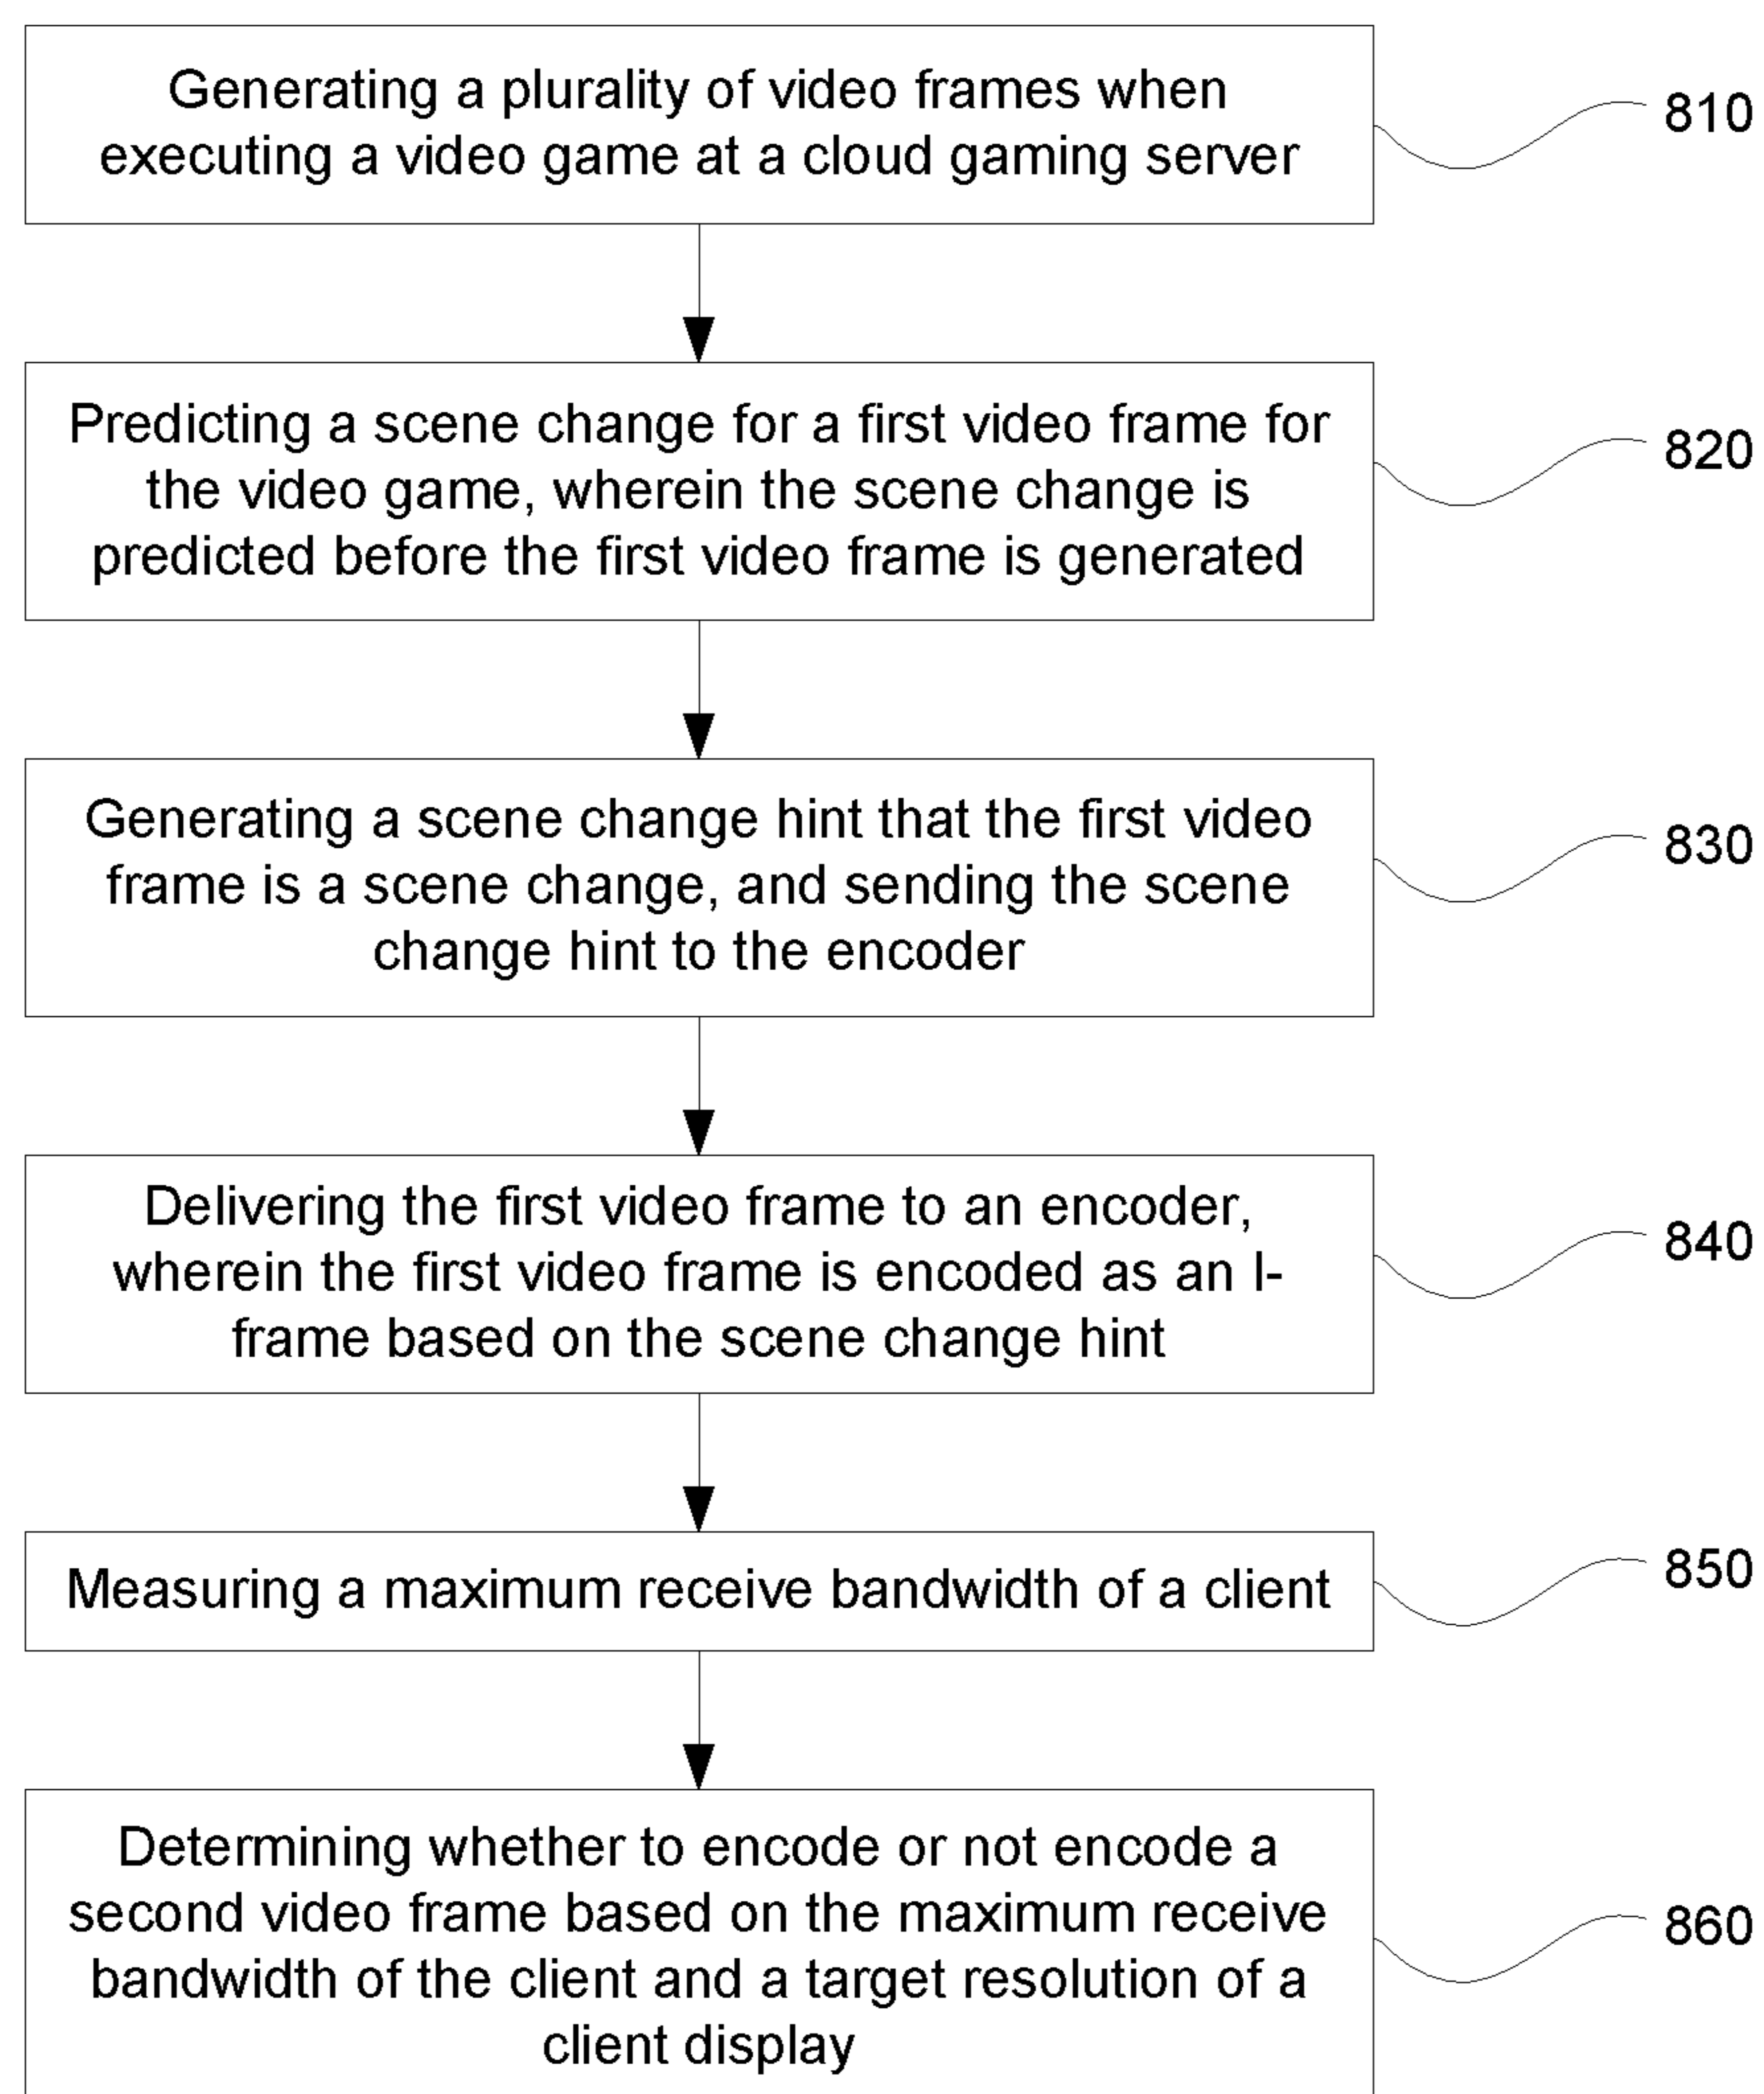 Generating a plurality of video frames when
executing a video game at a cloud gaming server
810
Predicting a scene change for a first video frame for
the video game, wherein the scene change is
predicted before the first video frame is generated
820
Generating a scene change hint that the first video
frame is a scene change, and sending the scene
change hint to the encoder
830
Delivering the first video frame to an encoder,
wherein the first video frame is encoded as an I-
frame based on the scene change hint
840
Measuring a maximum receive bandwidth of a client
850
Determining whether to encode or not encode a
second video frame based on the maximum receive
bandwidth of the client and a target resolution of a
client display
860